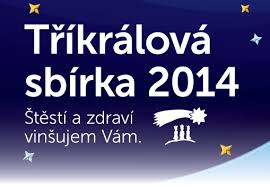 Tříkrálová
sbírka 2014
Štěstí a zdraví
vinšujem Vám.